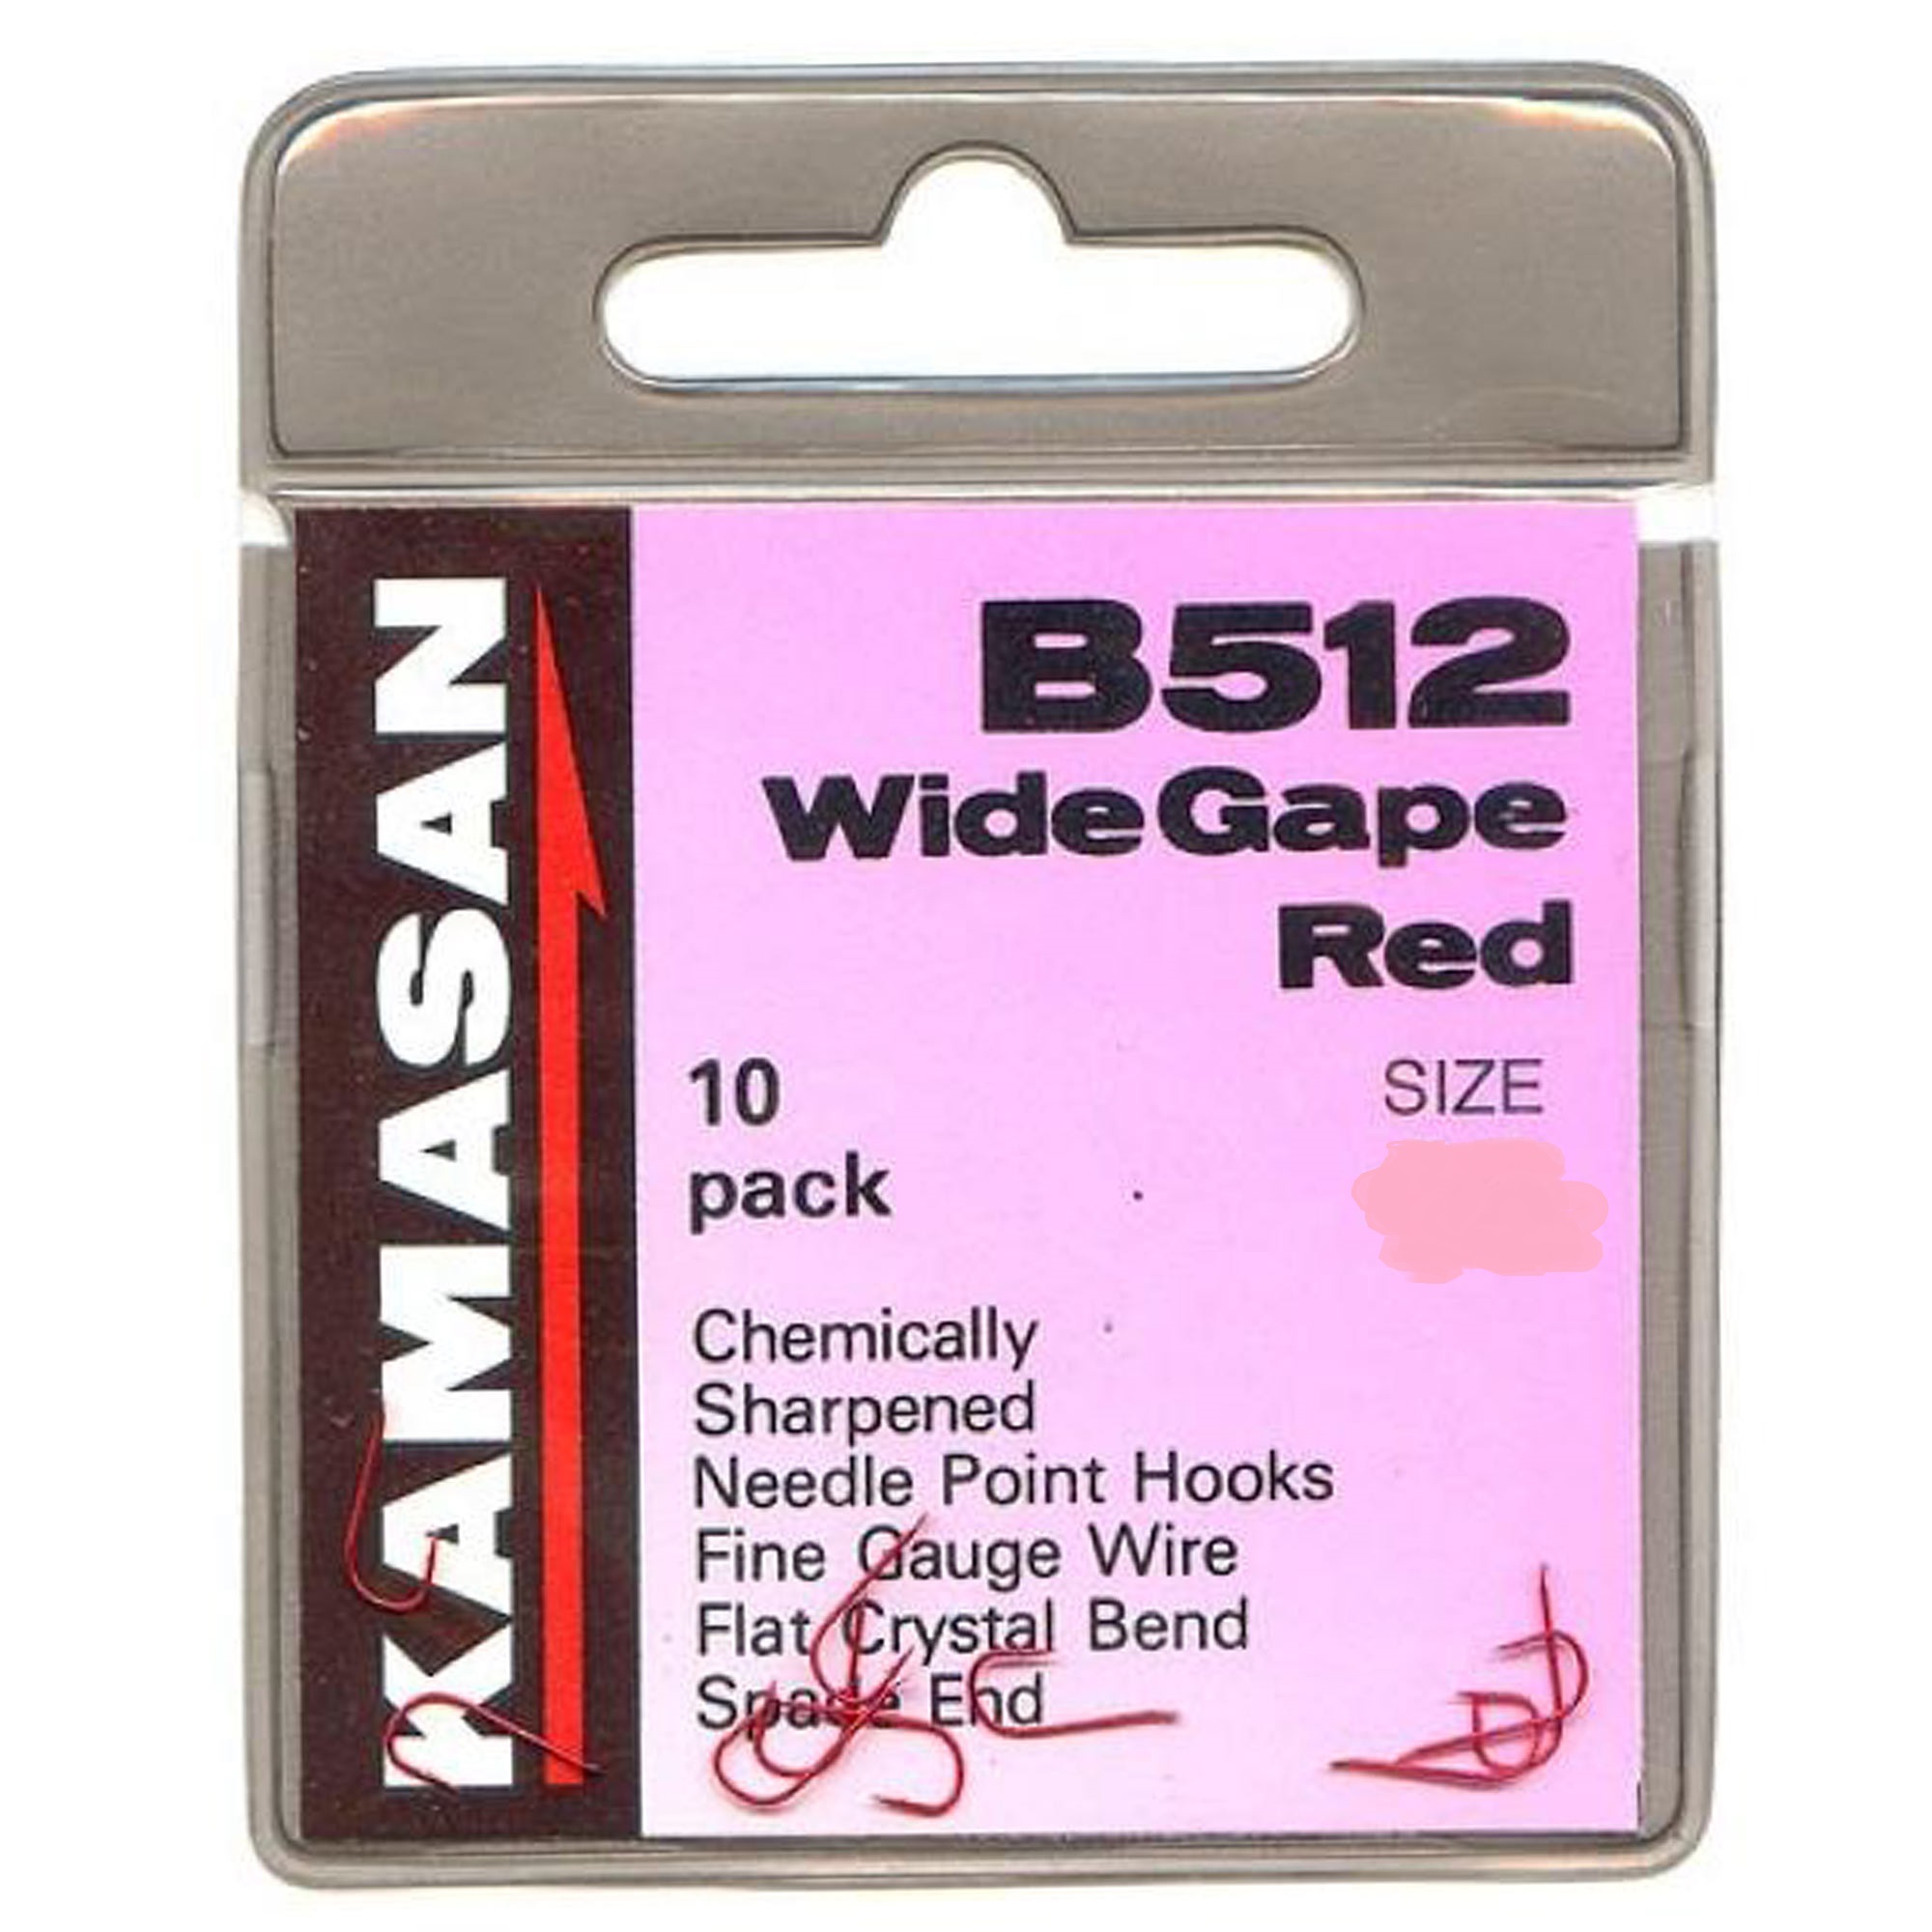 KAMASAN
B512
Wide Gape
Red
10
pack
SIZE
Chemically
Sharpened
Needle Point Hooks
Fine Gauge Wire
Flat Crystal Bend
Spade End